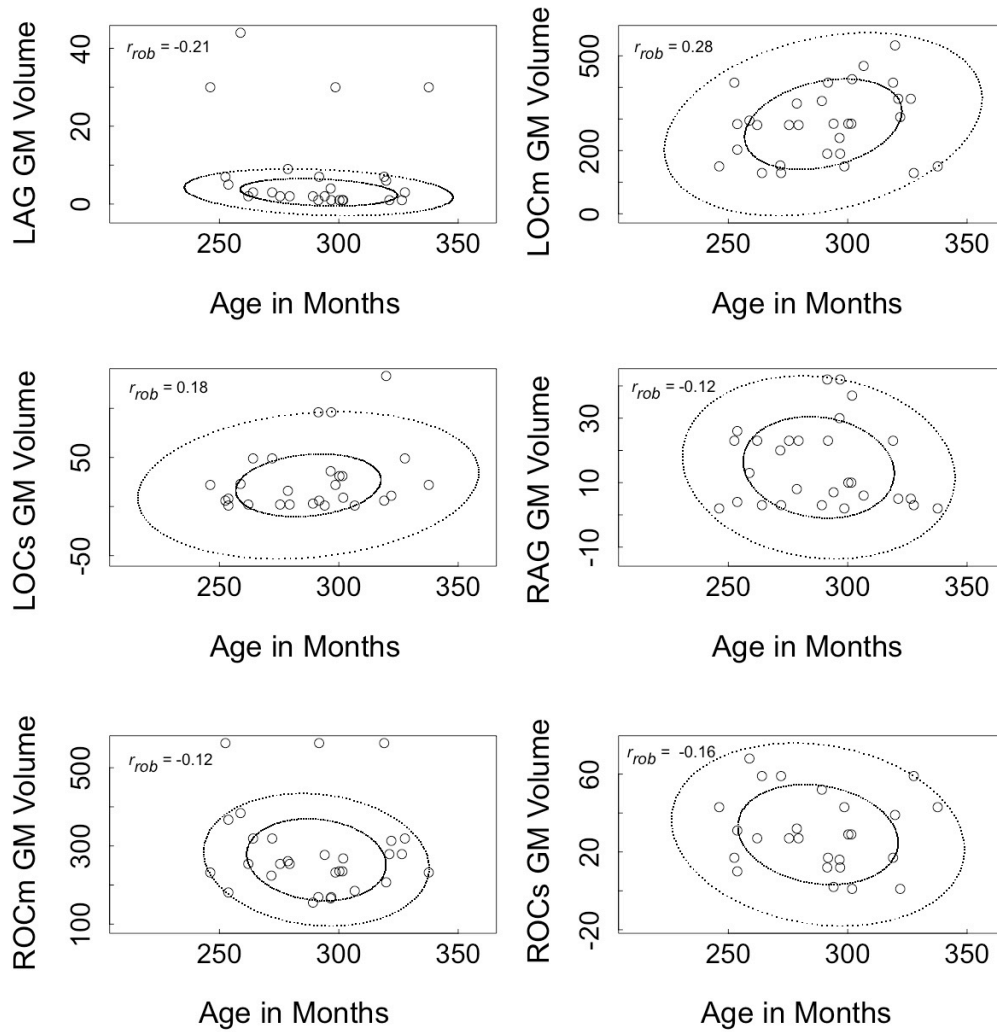 LAG GM Volume
40
20
0
r_rob = -0.21
250
300
350
Age in Months
LOCm GM Volume
500
200
0
r_rob = 0.28
250
300
350
Age in Months
LOCs GM Volume
50
-50
r_rob = 0.18
250
300
350
Age in Months
RAG GM Volume
30
10
-10
r_rob = -0.12
250
300
350
Age in Months
ROCm GM Volume
500
300
100
r_rob = -0.12
250
300
350
Age in Months
ROCs GM Volume
60
20
-20
r_rob = -0.16
250
300
350
Age in Months